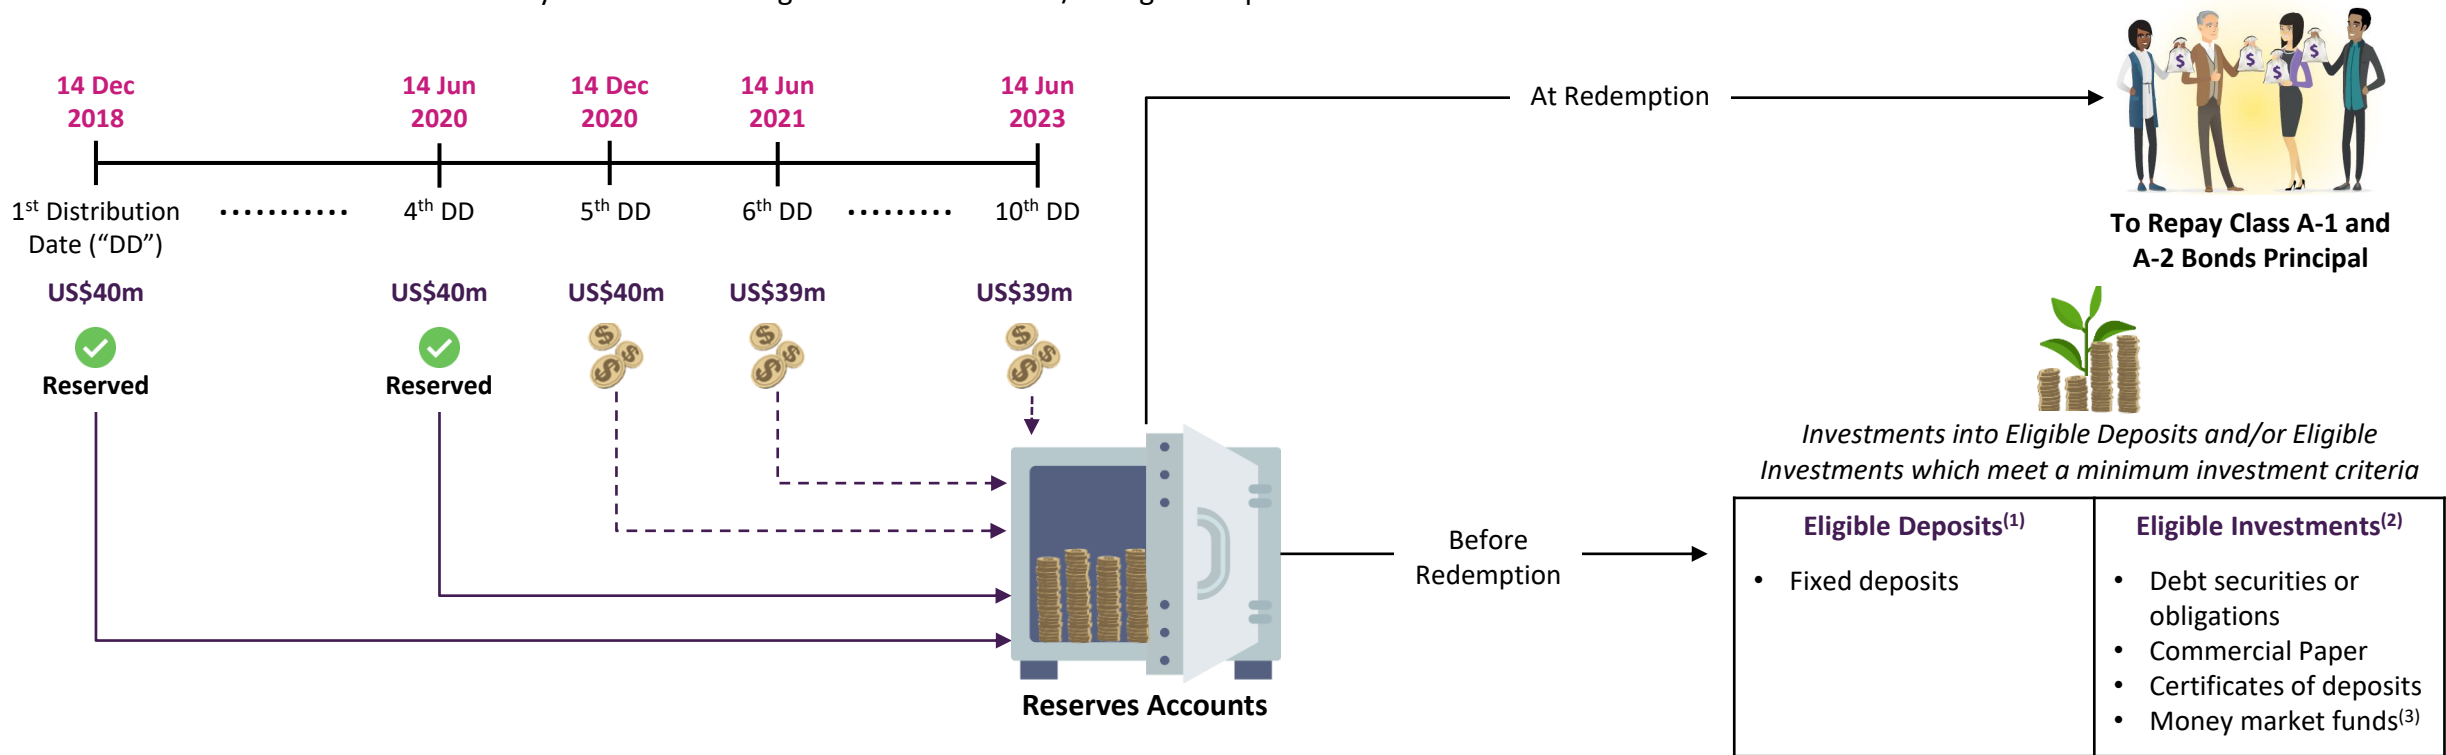 14 Dec
2018
14 Jun
2020
14 Dec
2020
14 Jun
2021
14 Jun
2023
1st Distribution
Date (“DD”)
...........
4th DD
5th DD
6th DD
.........
10th DD
US$40m
US$40m
US$40m
US$39m
US$39m
Reserved
Reserved
Reserves Accounts
At Redemption
$
$
$
$
To Repay Class A-1 and
A-2 Bonds Principal
Before
Redemption
Investments into Eligible Deposits and/or Eligible
Investments which meet a minimum investment criteria
Eligible Deposits(1)
• Fixed deposits
Eligible Investments(2)
• Debt securities or
obligations
• Commercial Paper
• Certificates of deposits
• Money market funds(3)